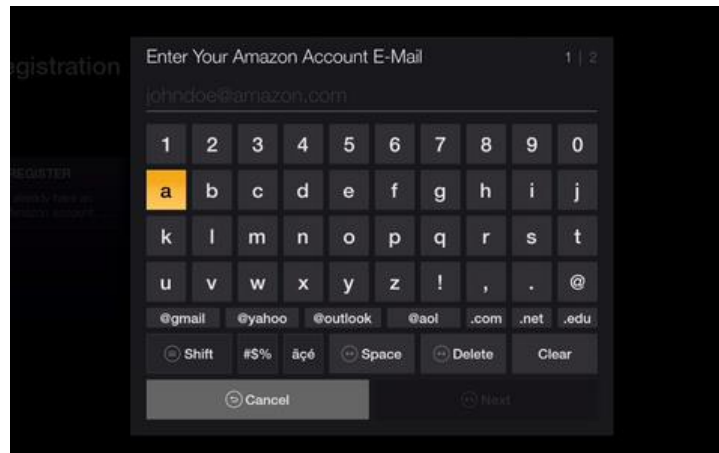 egistration
Enter Your Amazon Account E-Mail 1 | 2
johndoe@amazon.com
1 2 3 4 5 6 7 8 9 0
REGISTER
a b c d e f g h i j
k l m n o p q r s t
u v w x y z ! , . @
@gmail @yahoo @outlook @aol .com .net .edu
Shift #$% ãçé Space Delete Clear
Cancel Next